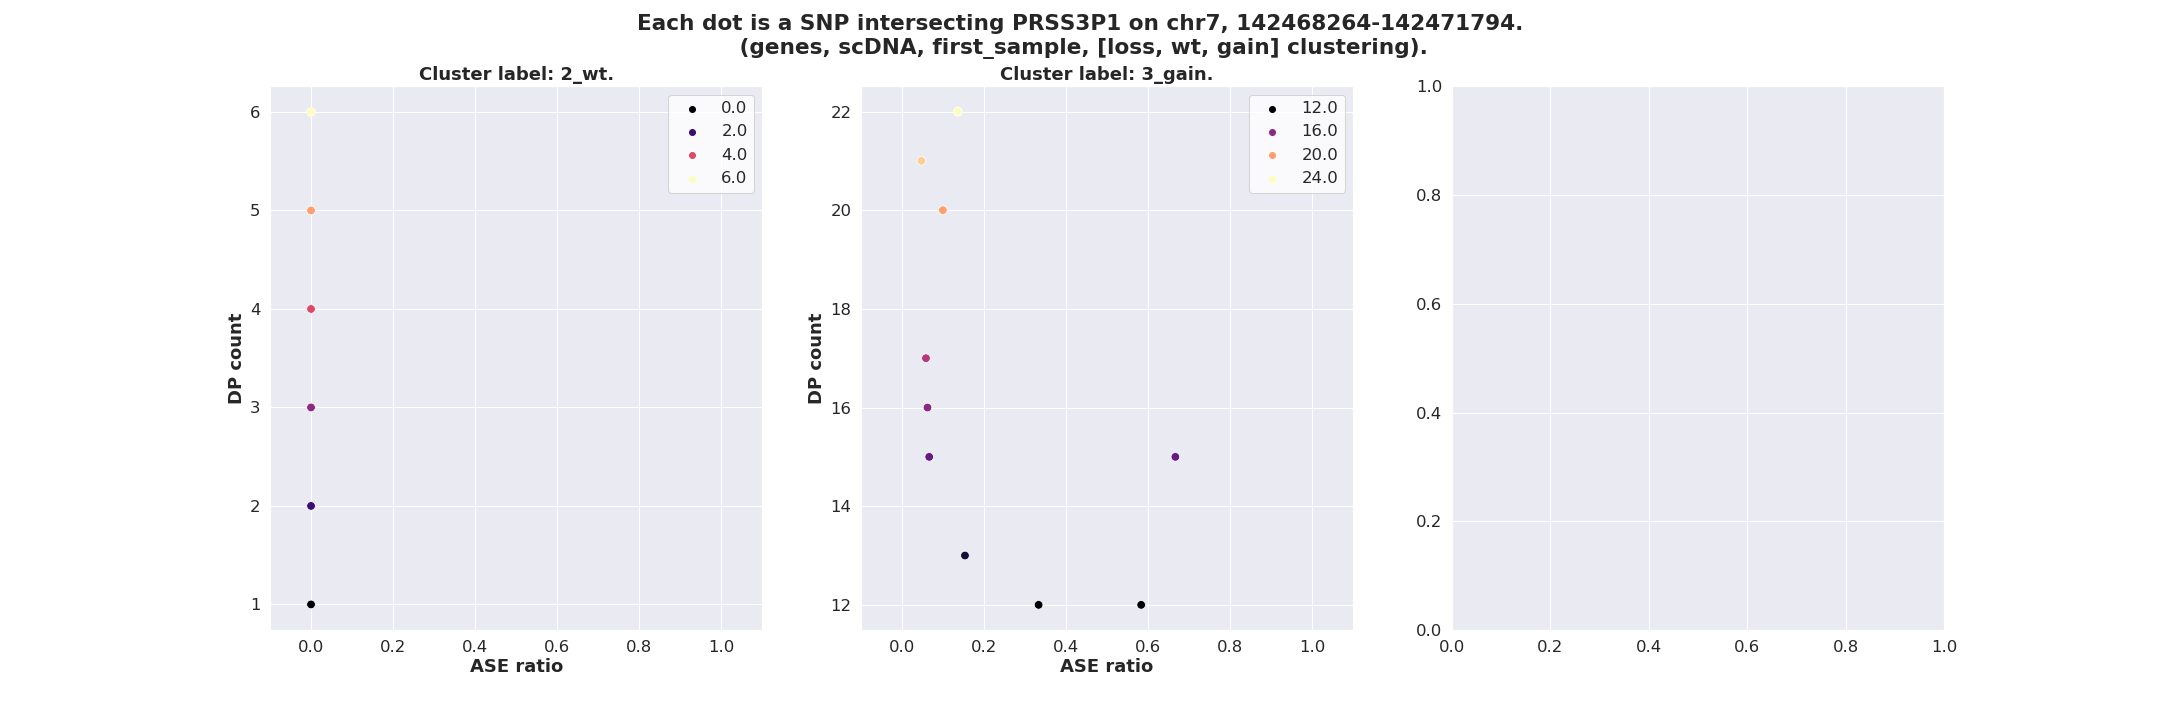 Each dot is a SNP intersecting PRSS3P1 on chr7, 142468264-142471794.
(genes, scDNA, first_sample, [loss, wt, gain] clustering).
Cluster label: 2_wt.
DP count
6
5
4
3
2
1
0.0
2.0
4.0
6.0
0.0 0.2 0.4 0.6 0.8 1.0
ASE ratio
Cluster label: 3_gain.
DP count
22
20
18
16
14
12
12.0
16.0
20.0
24.0
0.0 0.2 0.4 0.6 0.8 1.0
ASE ratio
1.0
0.8
0.6
0.4
0.2
0.0
0.0 0.2 0.4 0.6 0.8 1.0